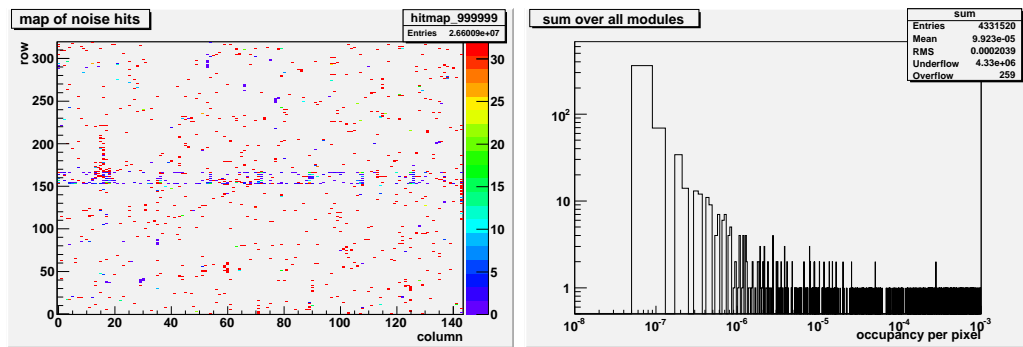 map of noise hits
hitmap_999999
Entries 2.66009e+07
row
300
250
200
150
100
50
0
0 20 40 60 80 100 120 140
column
30
25
20
15
10
5
0
sum over all modules
sum
Entries 4331520
Mean 9.923e-05
RMS 0.0002039
Underflow 4.33e+06
Overflow 259
10²
10
1
10⁻⁸ 10⁻⁷ 10⁻⁶ 10⁻⁵ 10⁻⁴ 10⁻³
occupancy per pixel